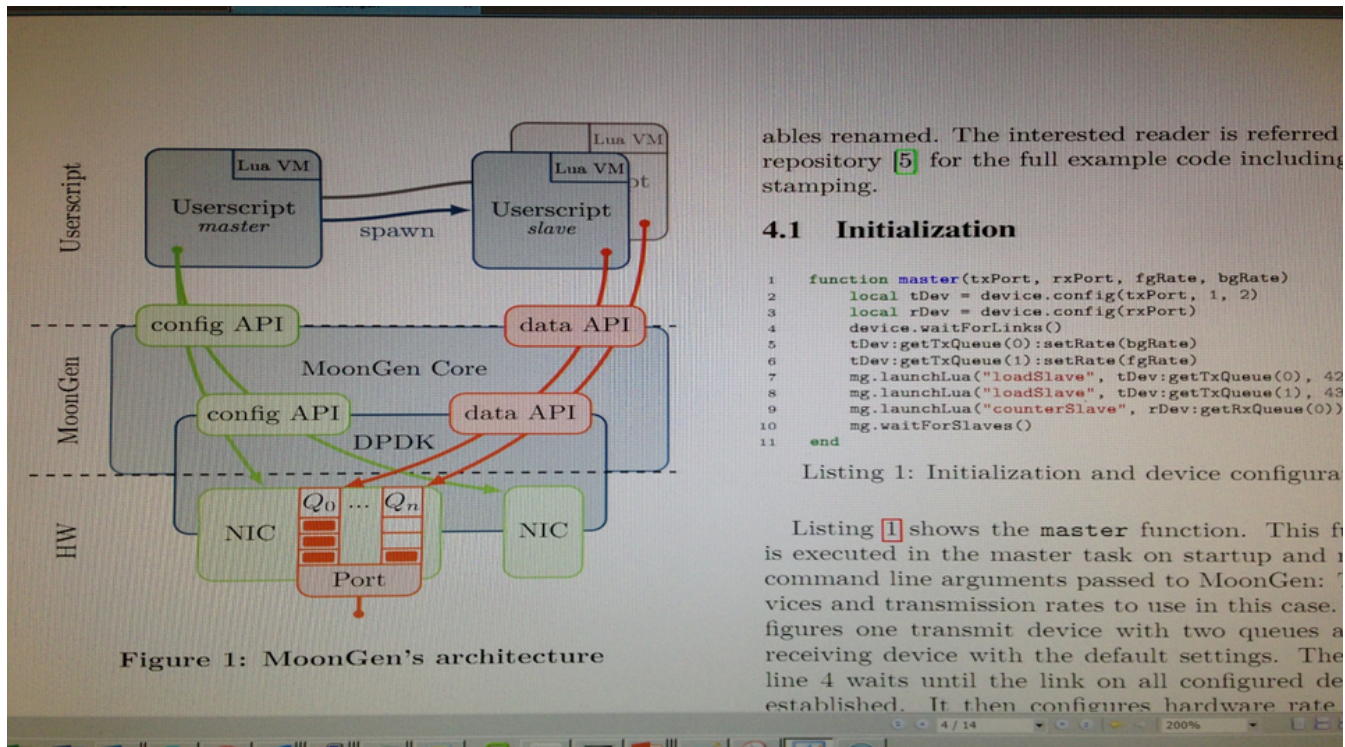 Userscript
Lua VM
Userscript
master
spawn
Lua VM
Lua VM
Userscript
slave
pt
config API
data API
MoonGen
MoonGen Core
config API
data API
DPDK
HW
NIC
Q0 ... Qn
NIC
Port
Figure 1: MoonGen's architecture
ables renamed. The interested reader is referred
repository [5] for the full example code including
stamping.
4.1 Initialization
1 function master(txPort, rxPort, fgRate, bgRate)
2 local tDev = device.config(txPort, 1, 2)
3 local rDev = device.config(rxPort)
4 device.waitForLinks()
5 tDev:getTxQueue(0):setRate(bgRate)
6 tDev:getTxQueue(1):setRate(fgRate)
7 mg.launchLua("loadSlave", tDev:getTxQueue(0), 42
8 mg.launchLua("loadSlave", tDev:getTxQueue(1), 43
9 mg.launchLua("counterSlave", rDev:getRxQueue(0))
10 mg.waitForSlaves()
11 end
Listing 1: Initialization and device configura
Listing 1 shows the master function. This f
is executed in the master task on startup and
command line arguments passed to MoonGen:
vices and transmission rates to use in this case.
figures one transmit device with two queues a
receiving device with the default settings. The
line 4 waits until the link on all configured de
established. It then configures hardware rate
4 / 14
200%